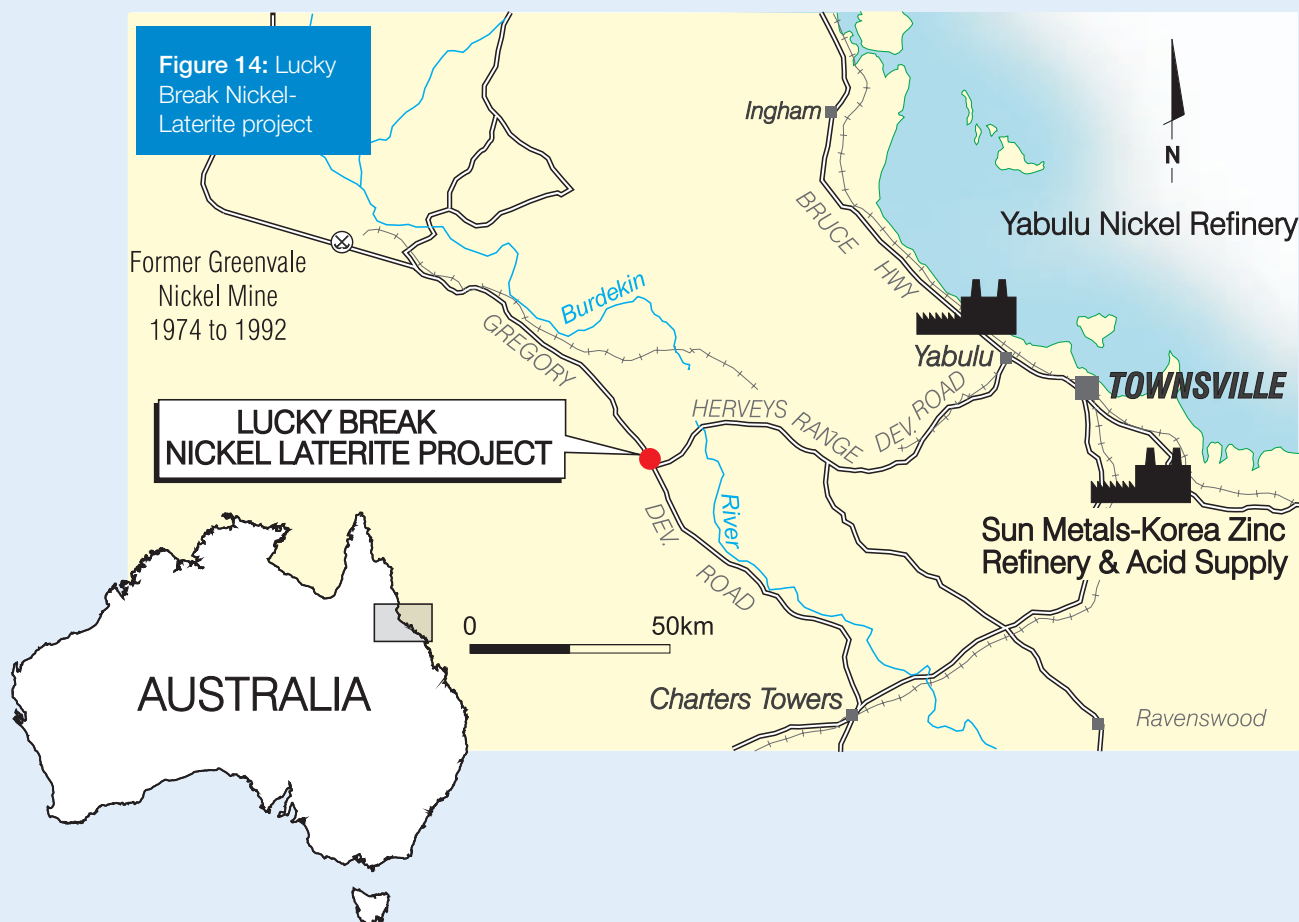 Figure 14: Lucky
Break Nickel-
Laterite project
Ingham
N
BRUCE HWY
Yabulu Nickel Refinery
Former Greenvale
Nickel Mine
1974 to 1992
Burdekin
GREGORY
Yabulu
TOWNSVILLE
HERVEYS RANGE DEV. ROAD
LUCKY BREAK
NICKEL LATERITE PROJECT
River
DEV. ROAD
Sun Metals-Korea Zinc
Refinery & Acid Supply
0 50km
AUSTRALIA
Charters Towers
Ravenswood